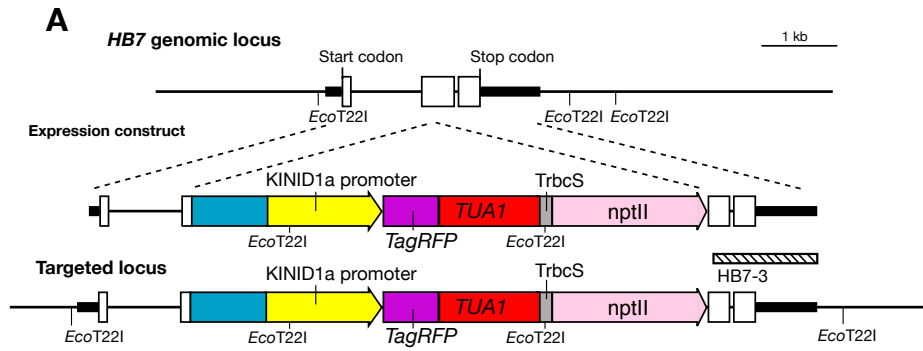 A
HB7 genomic locus
1 kb
Start codon
Stop codon
EcoT22I
EcoT22I
EcoT22I
Expression construct
KINID1a promoter
TrbcS
TUA1
nptII
EcoT22I
TagRFP
EcoT22I
Targeted locus
HB7-3
KINID1a promoter
TrbcS
TUA1
nptII
EcoT22I
EcoT22I
TagRFP
EcoT22I
EcoT22I